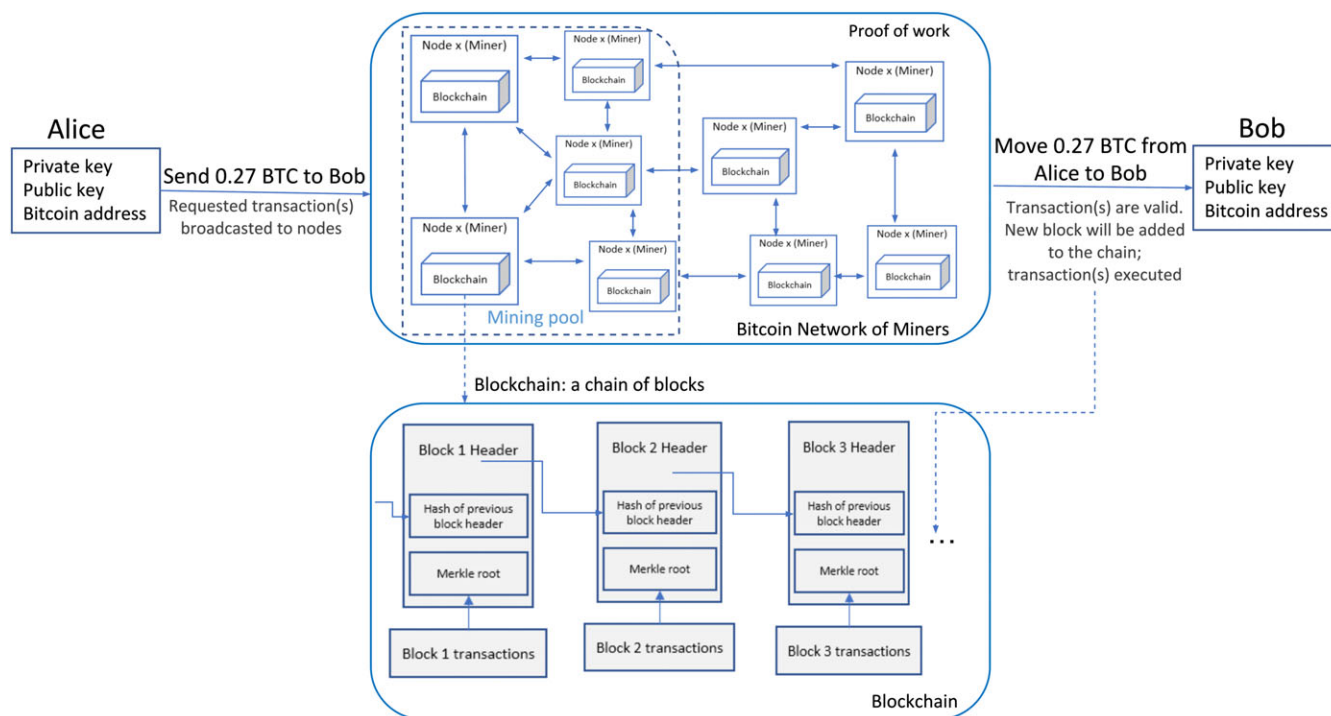 Alice
Private key
Public key
Bitcoin address
Send 0.27 BTC to Bob
Requested transaction(s)
broadcasted to nodes
Proof of work
Node x (Miner)
Blockchain
Node x (Miner)
Blockchain
Node x (Miner)
Blockchain
Node x (Miner)
Blockchain
Node x (Miner)
Blockchain
Node x (Miner)
Blockchain
Node x (Miner)
Blockchain
Node x (Miner)
Blockchain
Node x (Miner)
Blockchain
Mining pool
Bitcoin Network of Miners
Move 0.27 BTC from
Alice to Bob
Transaction(s) are valid.
New block will be added
to the chain;
transaction(s) executed
Bob
Private key
Public key
Bitcoin address
Blockchain: a chain of blocks
Block 1 Header
Hash of previous
block header
Merkle root
Block 1 transactions
Block 2 Header
Hash of previous
block header
Merkle root
Block 2 transactions
Block 3 Header
Hash of previous
block header
Merkle root
Block 3 transactions
...
Blockchain